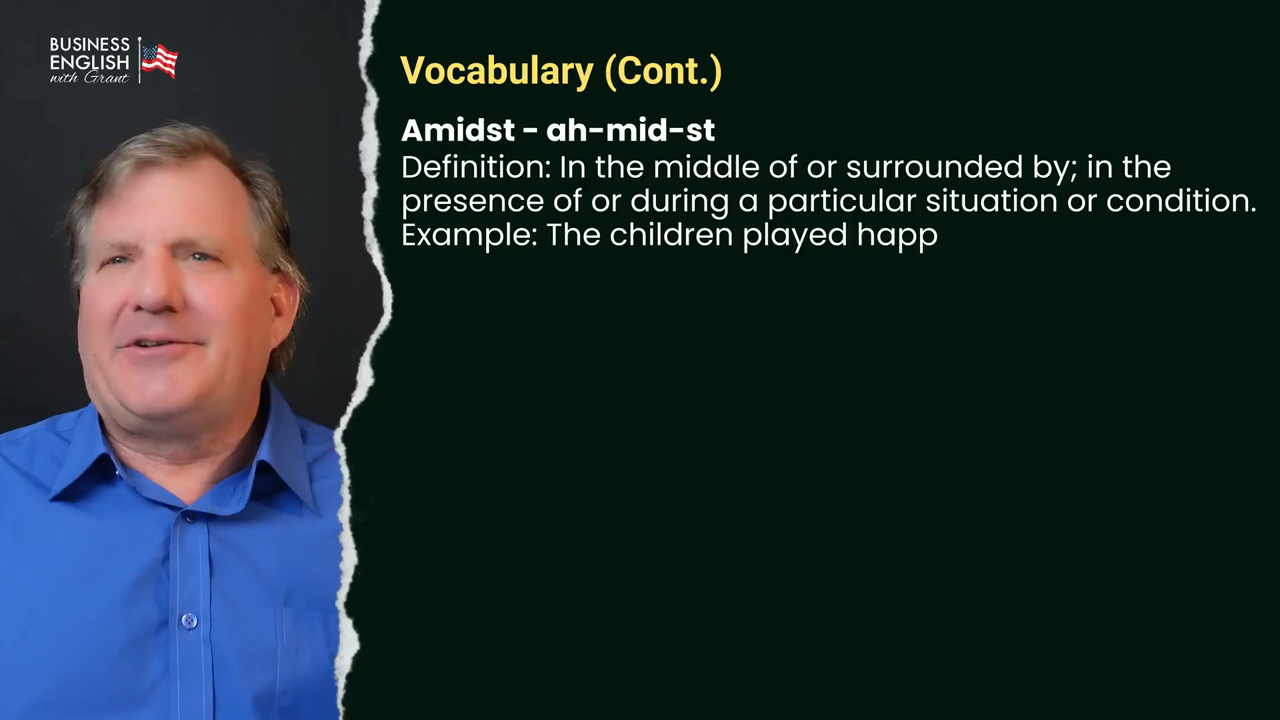 BUSINESS
ENGLISH
with Grant
Vocabulary (Cont.)
Amidst - ah-mid-st
Definition: In the middle of or surrounded by; in the
presence of or during a particular situation or condition.
Example: The children played happ